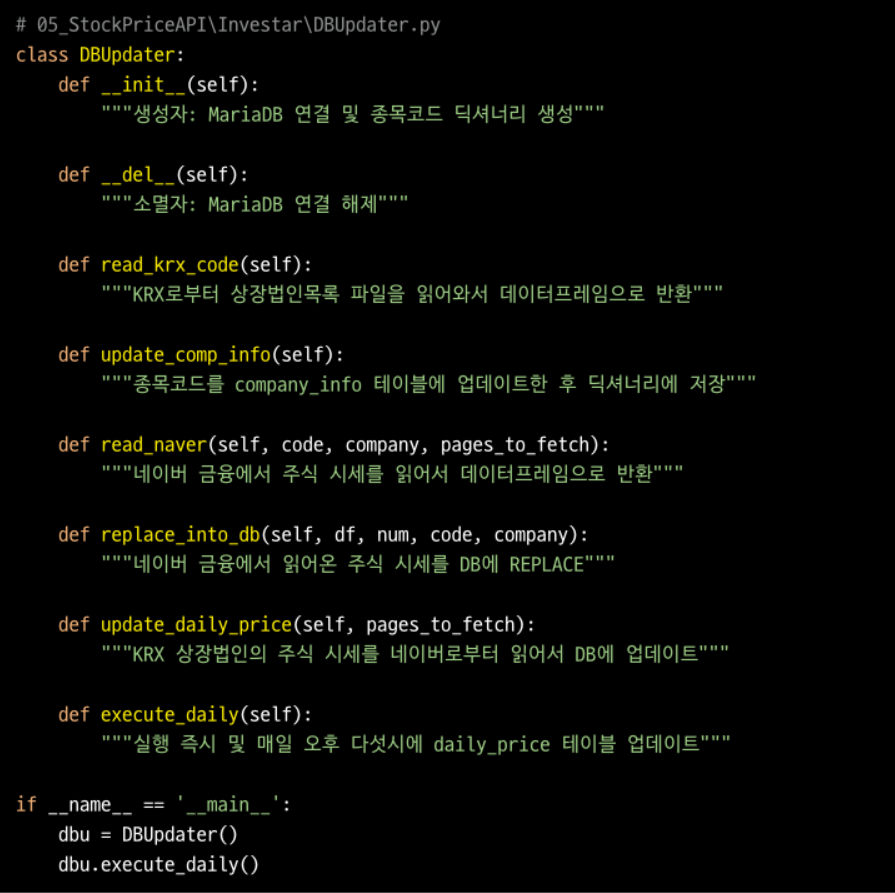 # 05_StockPriceAPI\Investar\DBUpdater.py
class DBUpdater:
    def __init__(self):
        """생성자: MariaDB 연결 및 종목코드 딕셔너리 생성"""

    def __del__(self):
        """소멸자: MariaDB 연결 해제"""

    def read_krx_code(self):
        """KRX로부터 상장법인목록 파일을 읽어와서 데이터프레임으로 반환"""

    def update_comp_info(self):
        """종목코드를 company_info 테이블에 업데이트한 후 딕셔너리에 저장"""

    def read_naver(self, code, company, pages_to_fetch):
        """네이버 금융에서 주식 시세를 읽어서 데이터프레임으로 반환"""

    def replace_into_db(self, df, num, code, company):
        """네이버 금융에서 읽어온 주식 시세를 DB에 REPLACE"""

    def update_daily_price(self, pages_to_fetch):
        """KRX 상장법인의 주식 시세를 네이버로부터 읽어서 DB에 업데이트"""

    def execute_daily(self):
        """실행 즉시 및 매일 오후 다섯시에 daily_price 테이블 업데이트"""

if __name__ == '__main__':
    dbu = DBUpdater()
    dbu.execute_daily()